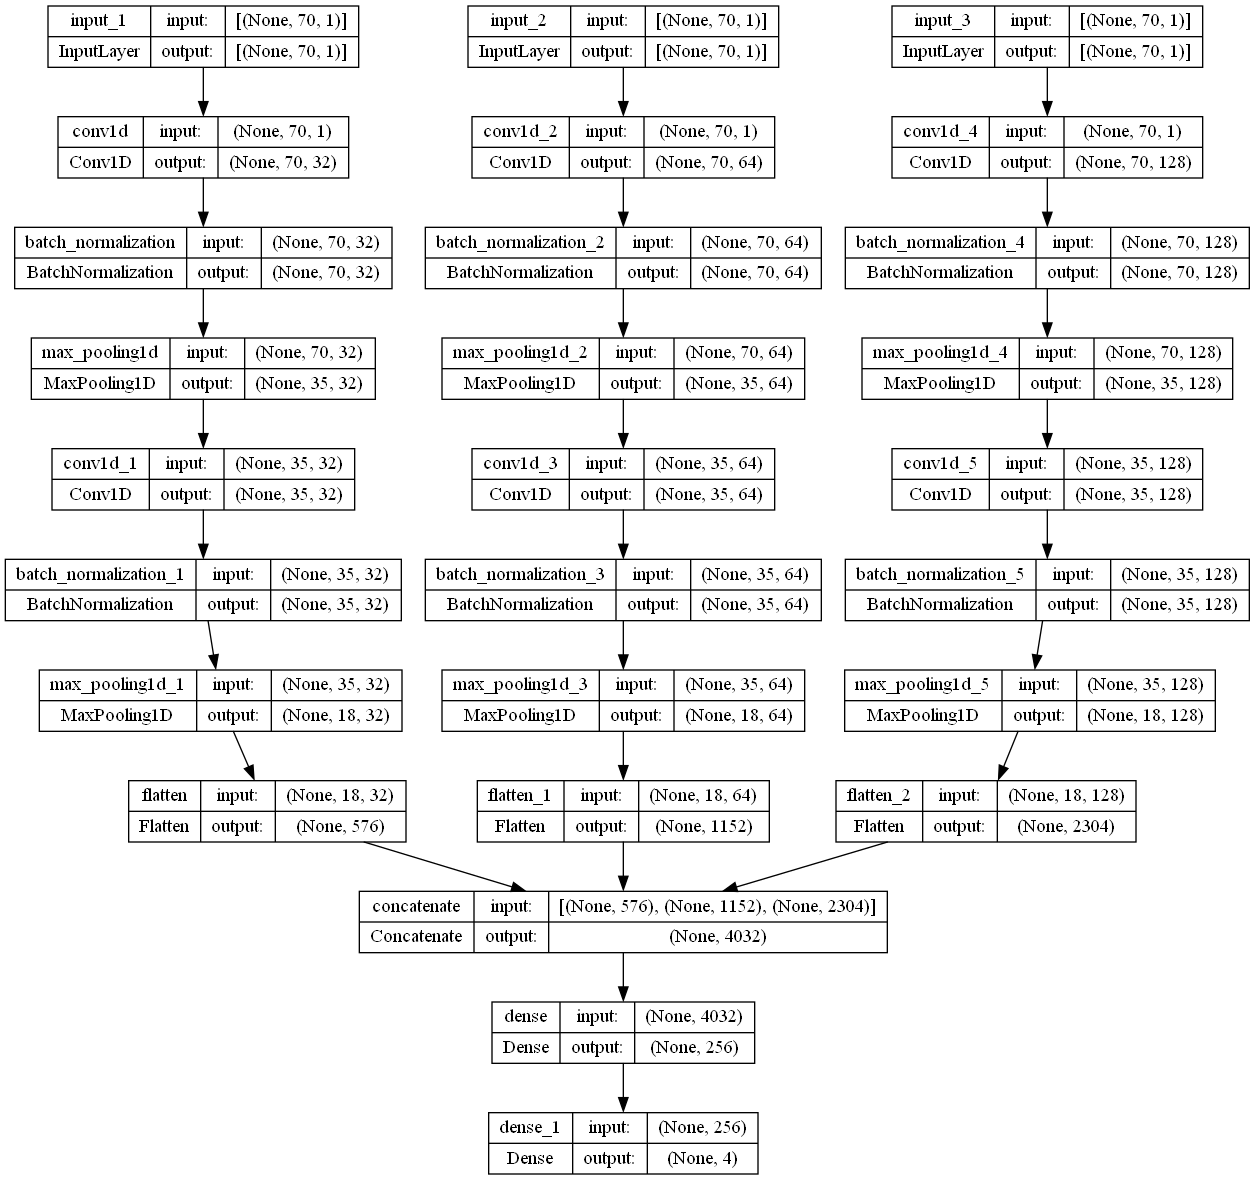 input_1 input: [(None, 70, 1)]
InputLayer output: [(None, 70, 1)]
input_2 input: [(None, 70, 1)]
InputLayer output: [(None, 70, 1)]
input_3 input: [(None, 70, 1)]
InputLayer output: [(None, 70, 1)]
conv1d input: (None, 70, 1)
Conv1D output: (None, 70, 32)
conv1d_2 input: (None, 70, 1)
Conv1D output: (None, 70, 64)
conv1d_4 input: (None, 70, 1)
Conv1D output: (None, 70, 128)
batch_normalization input: (None, 70, 32)
BatchNormalization output: (None, 70, 32)
batch_normalization_2 input: (None, 70, 64)
BatchNormalization output: (None, 70, 64)
batch_normalization_4 input: (None, 70, 128)
BatchNormalization output: (None, 70, 128)
max_pooling1d input: (None, 70, 32)
MaxPooling1D output: (None, 35, 32)
max_pooling1d_2 input: (None, 70, 64)
MaxPooling1D output: (None, 35, 64)
max_pooling1d_4 input: (None, 70, 128)
MaxPooling1D output: (None, 35, 128)
conv1d_1 input: (None, 35, 32)
Conv1D output: (None, 35, 32)
conv1d_3 input: (None, 35, 64)
Conv1D output: (None, 35, 64)
conv1d_5 input: (None, 35, 128)
Conv1D output: (None, 35, 128)
batch_normalization_1 input: (None, 35, 32)
BatchNormalization output: (None, 35, 32)
batch_normalization_3 input: (None, 35, 64)
BatchNormalization output: (None, 35, 64)
batch_normalization_5 input: (None, 35, 128)
BatchNormalization output: (None, 35, 128)
max_pooling1d_1 input: (None, 35, 32)
MaxPooling1D output: (None, 18, 32)
max_pooling1d_3 input: (None, 35, 64)
MaxPooling1D output: (None, 18, 64)
max_pooling1d_5 input: (None, 35, 128)
MaxPooling1D output: (None, 18, 128)
flatten input: (None, 18, 32)
Flatten output: (None, 576)
flatten_1 input: (None, 18, 64)
Flatten output: (None, 1152)
flatten_2 input: (None, 18, 128)
Flatten output: (None, 2304)
concatenate input: [(None, 576), (None, 1152), (None, 2304)]
Concatenate output: (None, 4032)
dense input: (None, 4032)
Dense output: (None, 256)
dense_1 input: (None, 256)
Dense output: (None, 4)